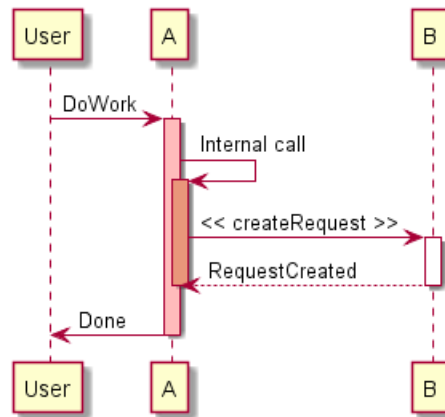 User A B
DoWork
Internal call
<< createRequest >>
RequestCreated
Done
User A B